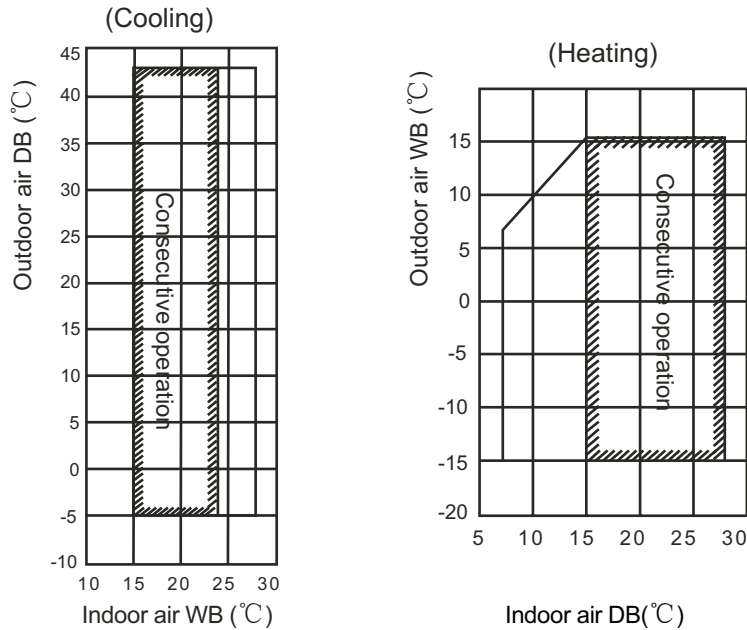 (Cooling)
Outdoor air DB (℃)
45
40
35
30
25
20
15
10
5
0
-5
-10
Consecutive operation
10 15 20 25 30
Indoor air WB (℃)
(Heating)
Outdoor air WB (℃)
15
10
5
0
-5
-10
-15
-20
Consecutive operation
5 10 15 20 25 30
Indoor air DB(℃)